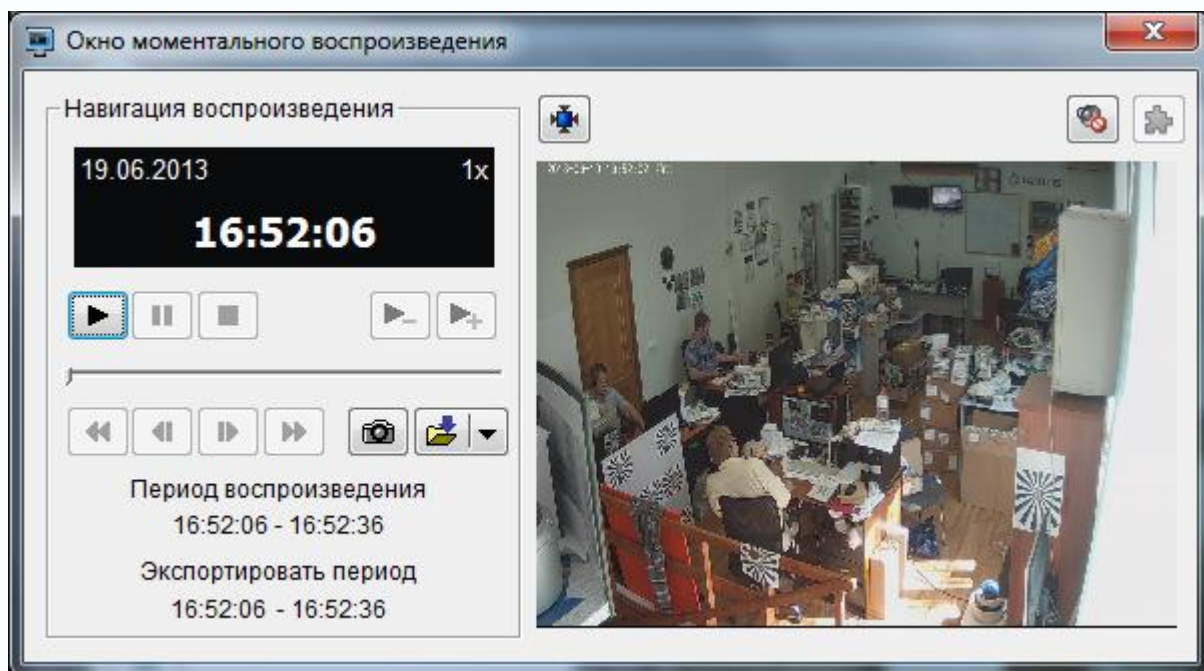 Окно моментального воспроизведения
Навигация воспроизведения
19.06.2013 1x
16:52:06
Период воспроизведения
16:52:06 - 16:52:36
Экспортировать период
16:52:06 - 16:52:36